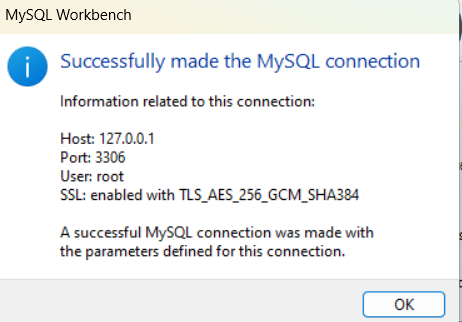 MySQL Workbench
Successfully made the MySQL connection
Information related to this connection:
Host: 127.0.0.1
Port: 3306
User: root
SSL: enabled with TLS_AES_256_GCM_SHA384
A successful MySQL connection was made with
the parameters defined for this connection.
OK